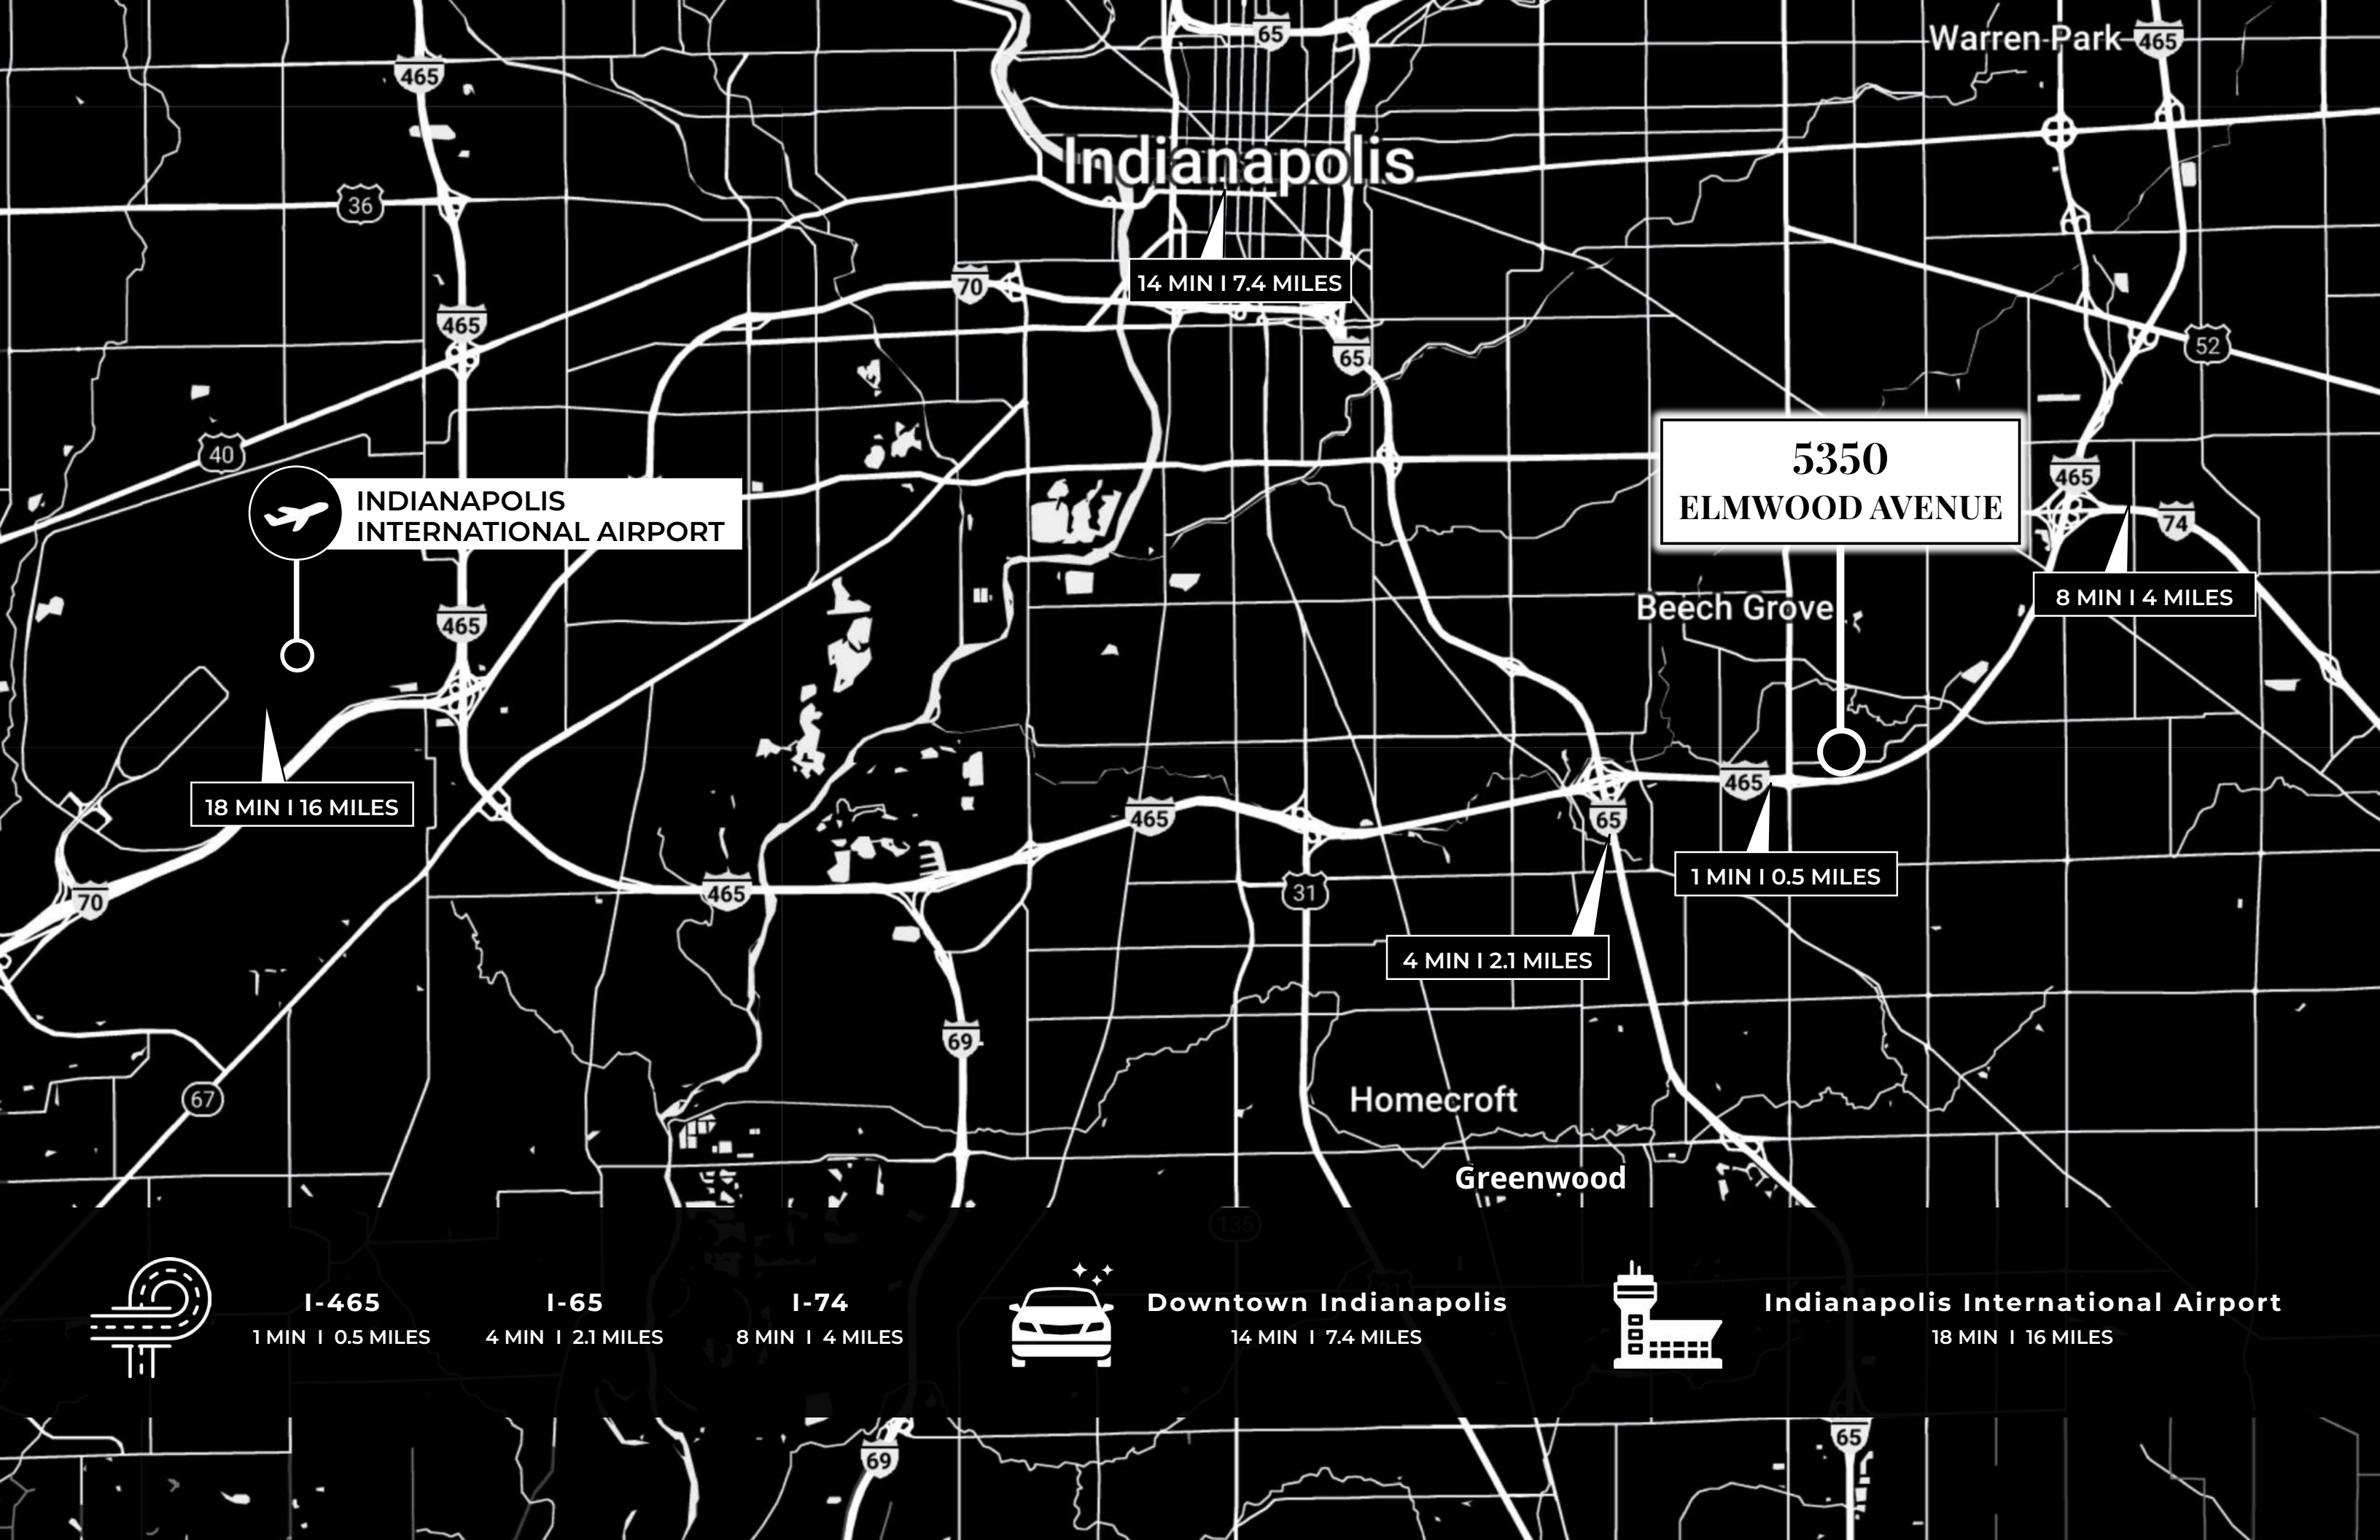 65
Warren Park
465
465
Indianapolis
36
14 MIN I 7.4 MILES
70
465
65
52
40
5350
ELMWOOD AVENUE
465
74
INDIANAPOLIS
INTERNATIONAL AIRPORT
8 MIN I 4 MILES
Beech Grove
465
18 MIN I 16 MILES
465
465
65
1 MIN I 0.5 MILES
70
465
31
4 MIN I 2.1 MILES
69
67
Homecroft
Greenwood
135
31
I-465
1 MIN I 0.5 MILES
I-65
4 MIN I 2.1 MILES
I-74
8 MIN I 4 MILES
Downtown Indianapolis
14 MIN I 7.4 MILES
Indianapolis International Airport
18 MIN I 16 MILES
69
65